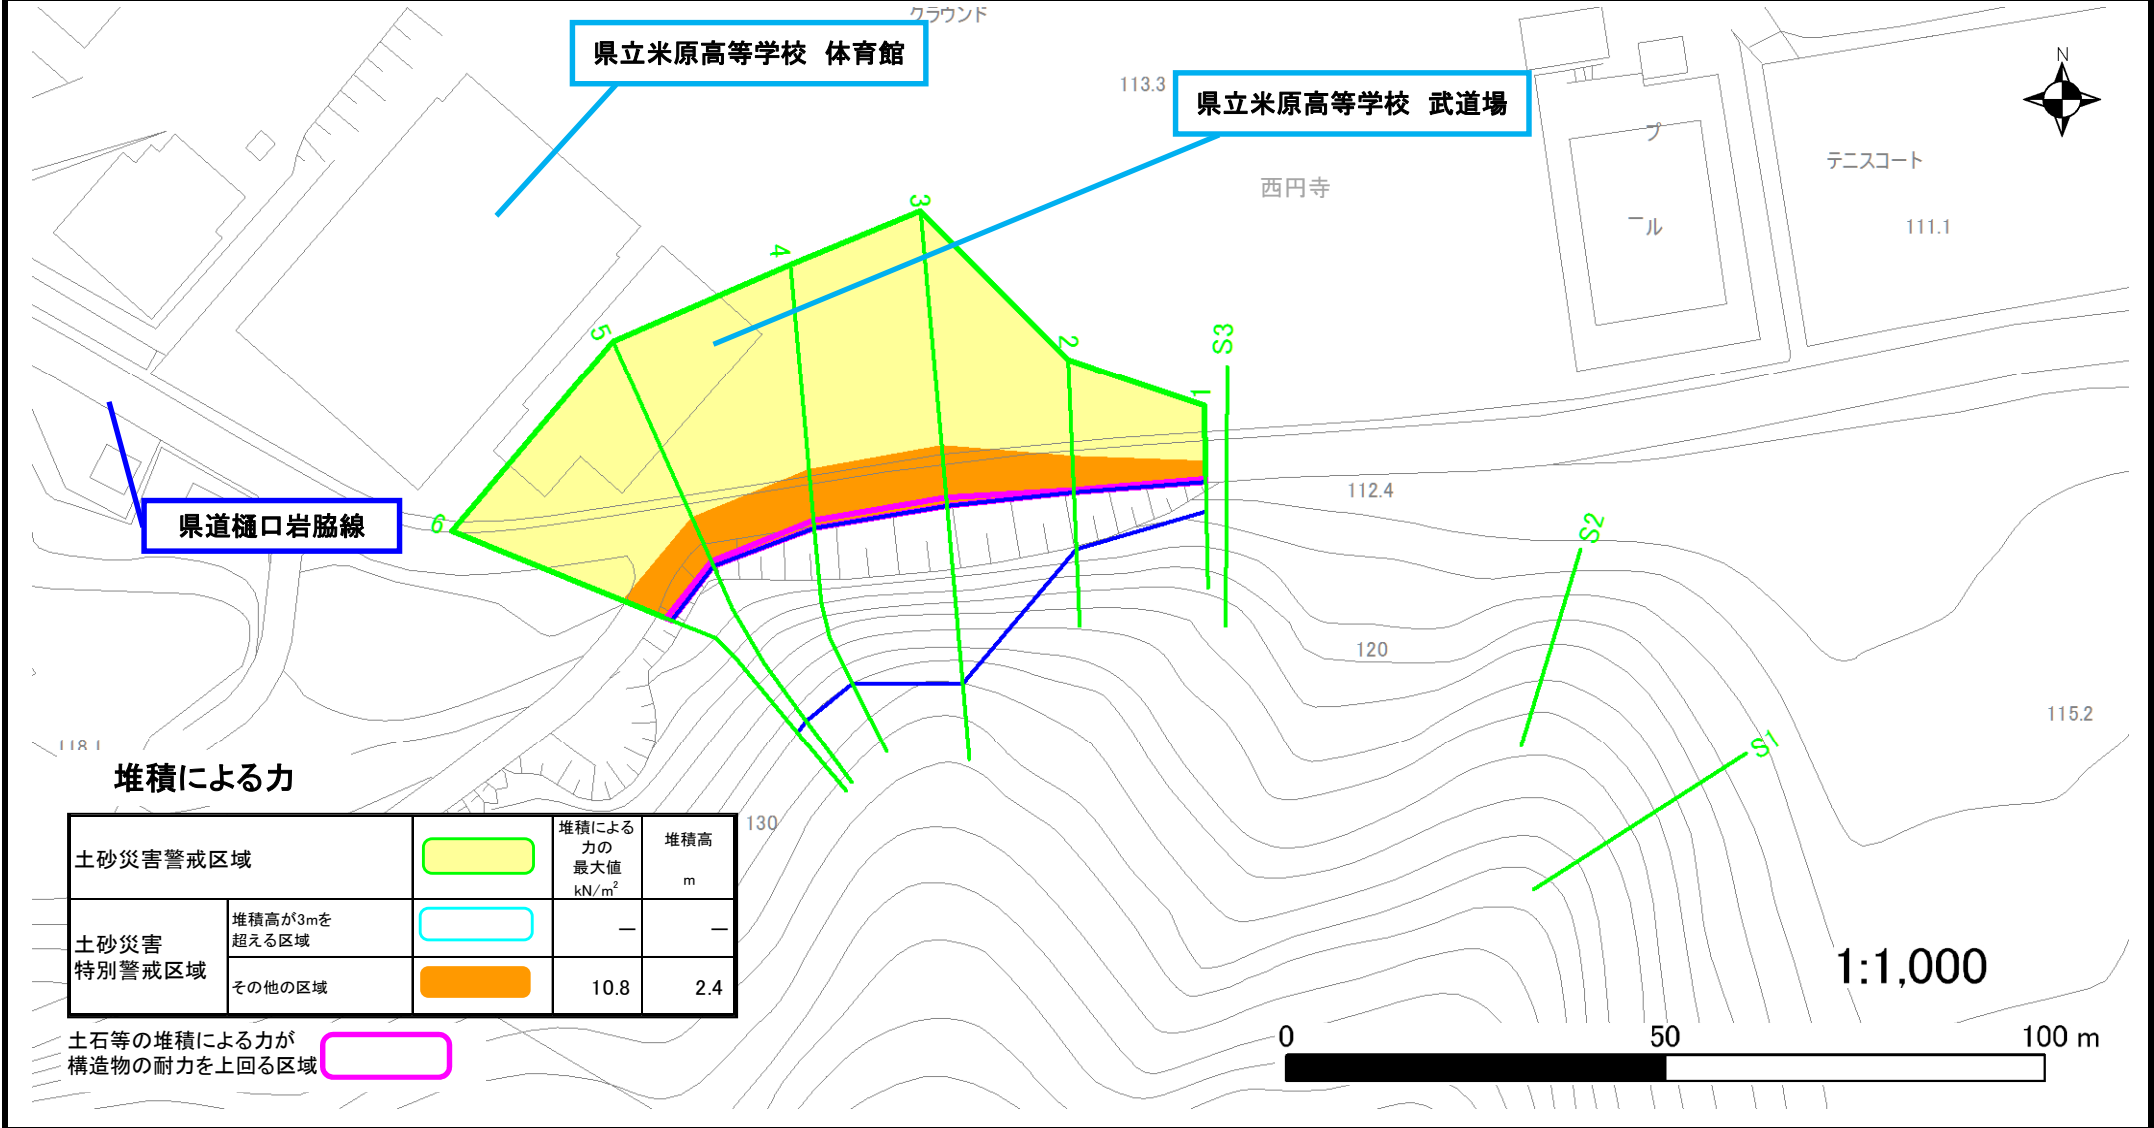 グラウンド
県立米原高等学校 体育館
113.3
県立米原高等学校 武道場
N
プール
テニスコート
西円寺
111.1
3
4
5
2
S3
1
6
県道樋口岩脇線
112.4
S2
120
115.2
S1
118.1
堆積による力
130
土砂災害警戒区域
堆積による
力の
最大値
kN/m²
堆積高
m
土砂災害
特別警戒区域
堆積高が3mを
超える区域
－
－
その他の区域
10.8
2.4
土石等の堆積による力が
構造物の耐力を上回る区域
1:1,000
0
50
100 m